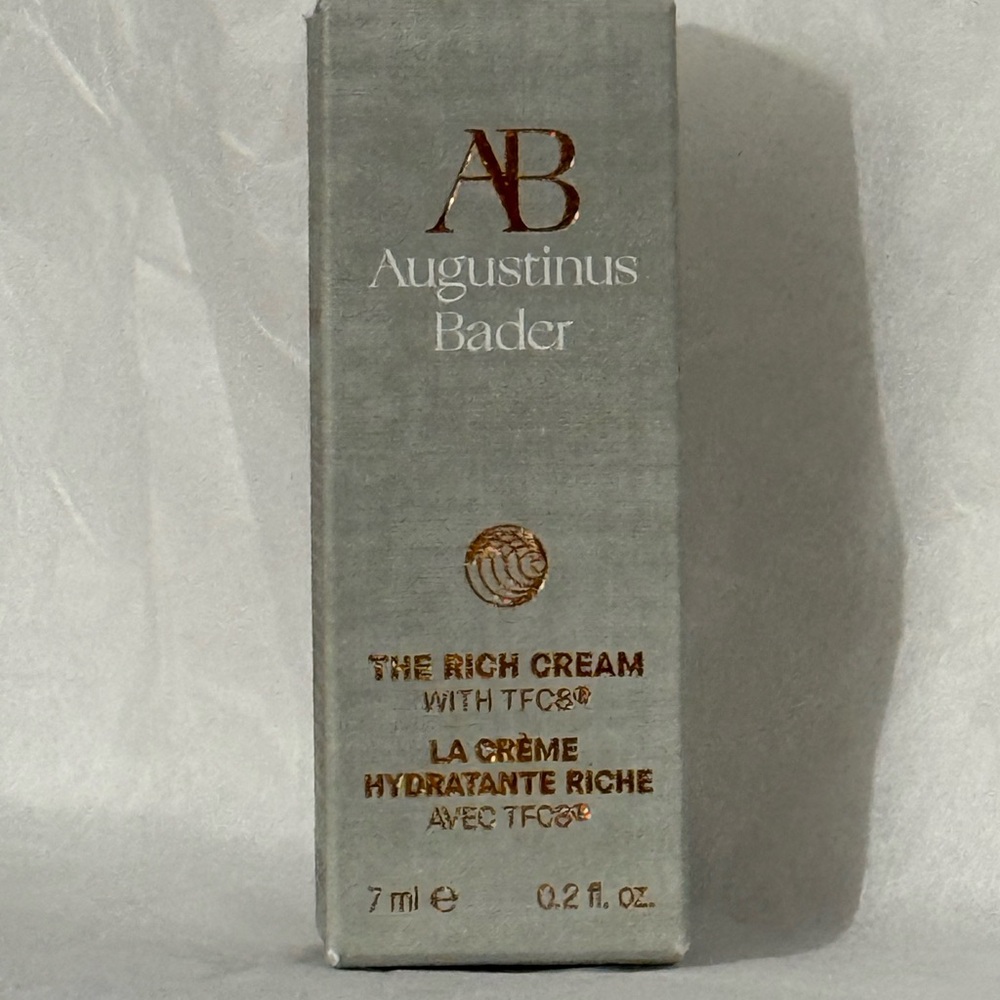 AB
Augustinus
Bader
THE RICH CREAM
WITH TFC8®
LA CRÈME
HYDRATANTE RICHE
AVEC TFC8®
7 ml ℮ 0.2 fl. oz.